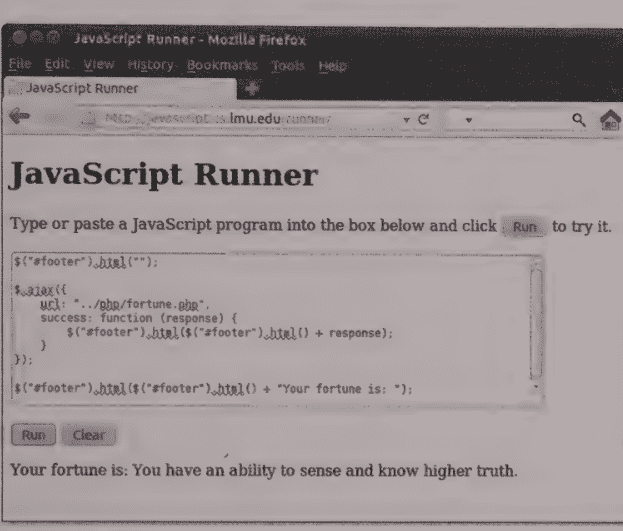 JavaScript Runner - Mozilla Firefox
File Edit View History Bookmarks Tools Help
JavaScript Runner
.lmu.edu/runner/
JavaScript Runner
Type or paste a JavaScript program into the box below and click Run to try it.
$("#footer").html("");
$.ajax({
url: "../php/fortune.php",
success: function (response) {
$("#footer").html($("#footer").html() + response);
}
});
$("#footer").html($("#footer").html() + "Your fortune is: ");
Run Clear
Your fortune is: You have an ability to sense and know higher truth.